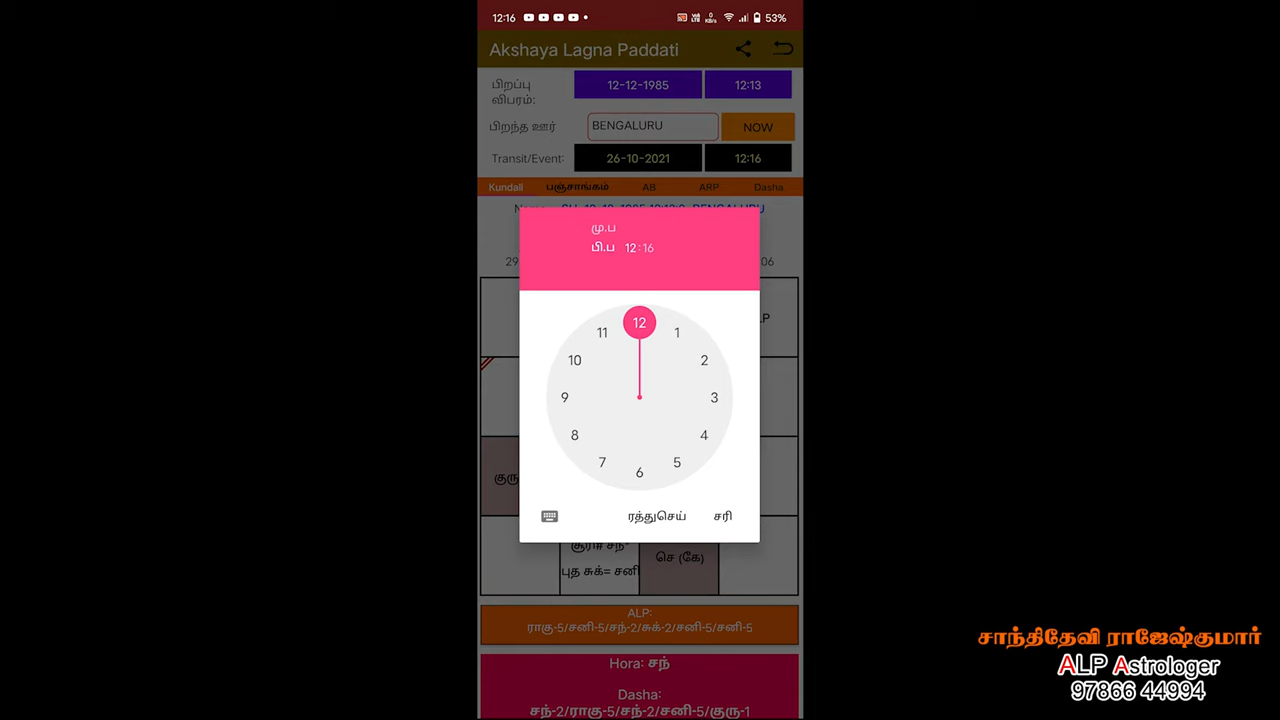 12:16
53%
Akshaya Lagna Paddati
பிறப்பு
விபரம்:
12-12-1985
12:13
பிறந்த ஊர்
BENGALURU
NOW
Transit/Event:
26-10-2021
12:16
Kundali
பஞ்சாங்கம்
AB
ARP
Dasha
மு.ப
பி.ப 12:16
29
06
12
11
1
10
2
9
3
8
4
7
5
6
குரு
ரத்துசெய்
சரி
செ (கே)
புத சுக்= சனி
ALP:
ராகு-5/சனி-5/சந்-2/சுக்-2/சனி-5/சனி-5
Hora: சந்
Dasha:
சந்-2/ராகு-5/சந்-2/சனி-5/குரு-1
சாந்திதேவி ராஜேஷ்குமார்
ALP Astrologer
97866 44994